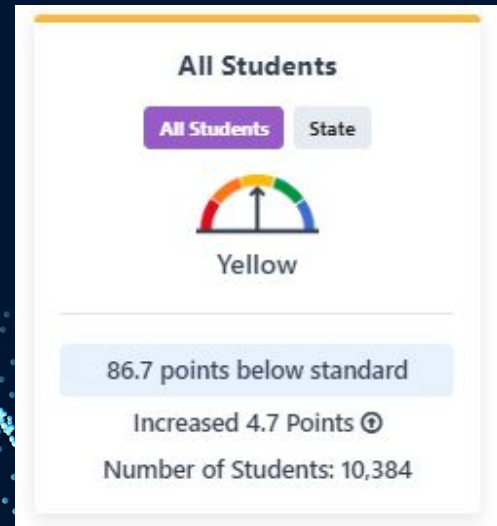 All Students
All Students State
Yellow
86.7 points below standard
Increased 4.7 Points
Number of Students: 10,384